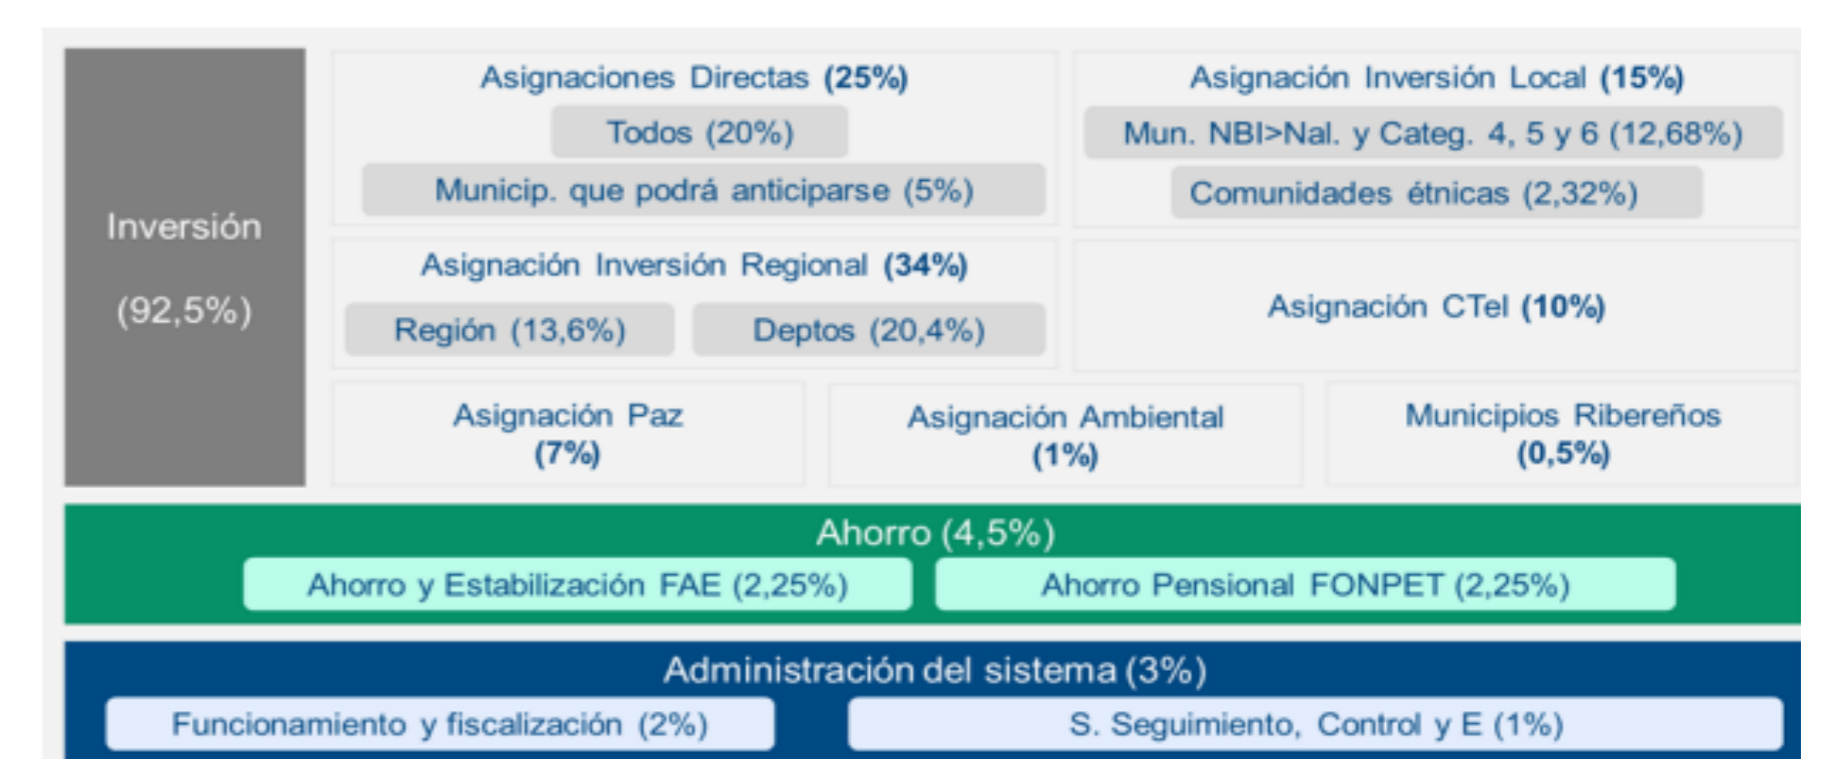 Inversión
(92,5%)
Asignaciones Directas (25%)
Todos (20%)
Municip. que podrá anticiparse (5%)
Asignación Inversión Local (15%)
Mun. NBI>Nal. y Categ. 4, 5 y 6 (12,68%)
Comunidades étnicas (2,32%)
Asignación Inversión Regional (34%)
Región (13,6%)
Deptos (20,4%)
Asignación CTeI (10%)
Asignación Paz
(7%)
Asignación Ambiental
(1%)
Municipios Ribereños
(0,5%)
Ahorro (4,5%)
Ahorro y Estabilización FAE (2,25%)
Ahorro Pensional FONPET (2,25%)
Administración del sistema (3%)
Funcionamiento y fiscalización (2%)
S. Seguimiento, Control y E (1%)